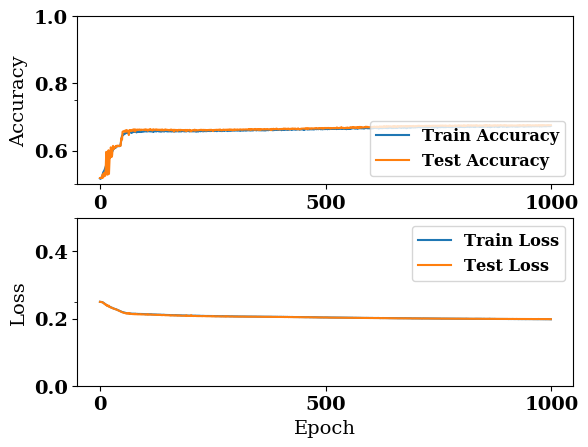 Accuracy
1.0
0.8
0.6
Train Accuracy
Test Accuracy
0 500 1000
Loss
0.4
0.2
0.0
Train Loss
Test Loss
0 500 1000
Epoch